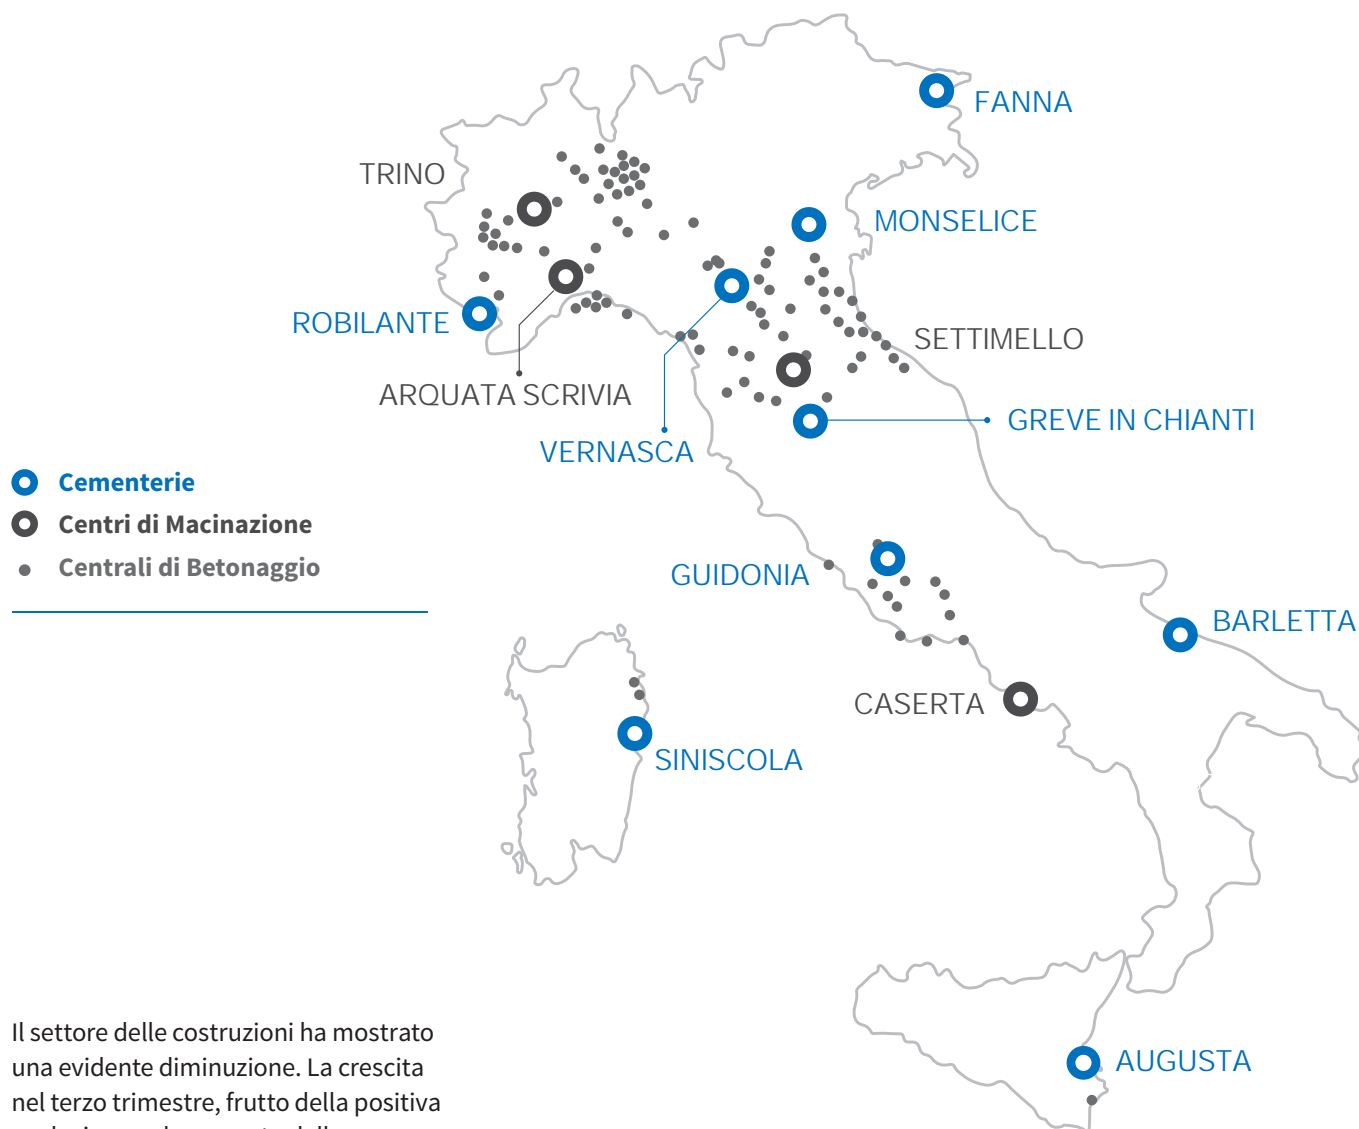 FANNA
TRINO
MONSELICE
ROBILANTE
SETTIMELLO
ARQUATA SCRIVIA
GREVE IN CHIANTI
VERNASCA
Cementerie
Centri di Macinazione
Centrali di Betonaggio
GUIDONIA
BARLETTA
CASERTA
SINISCOLA
Il settore delle costruzioni ha mostrato
una evidente diminuzione. La crescita
nel terzo trimestre, frutto della positiva
AUGUSTA